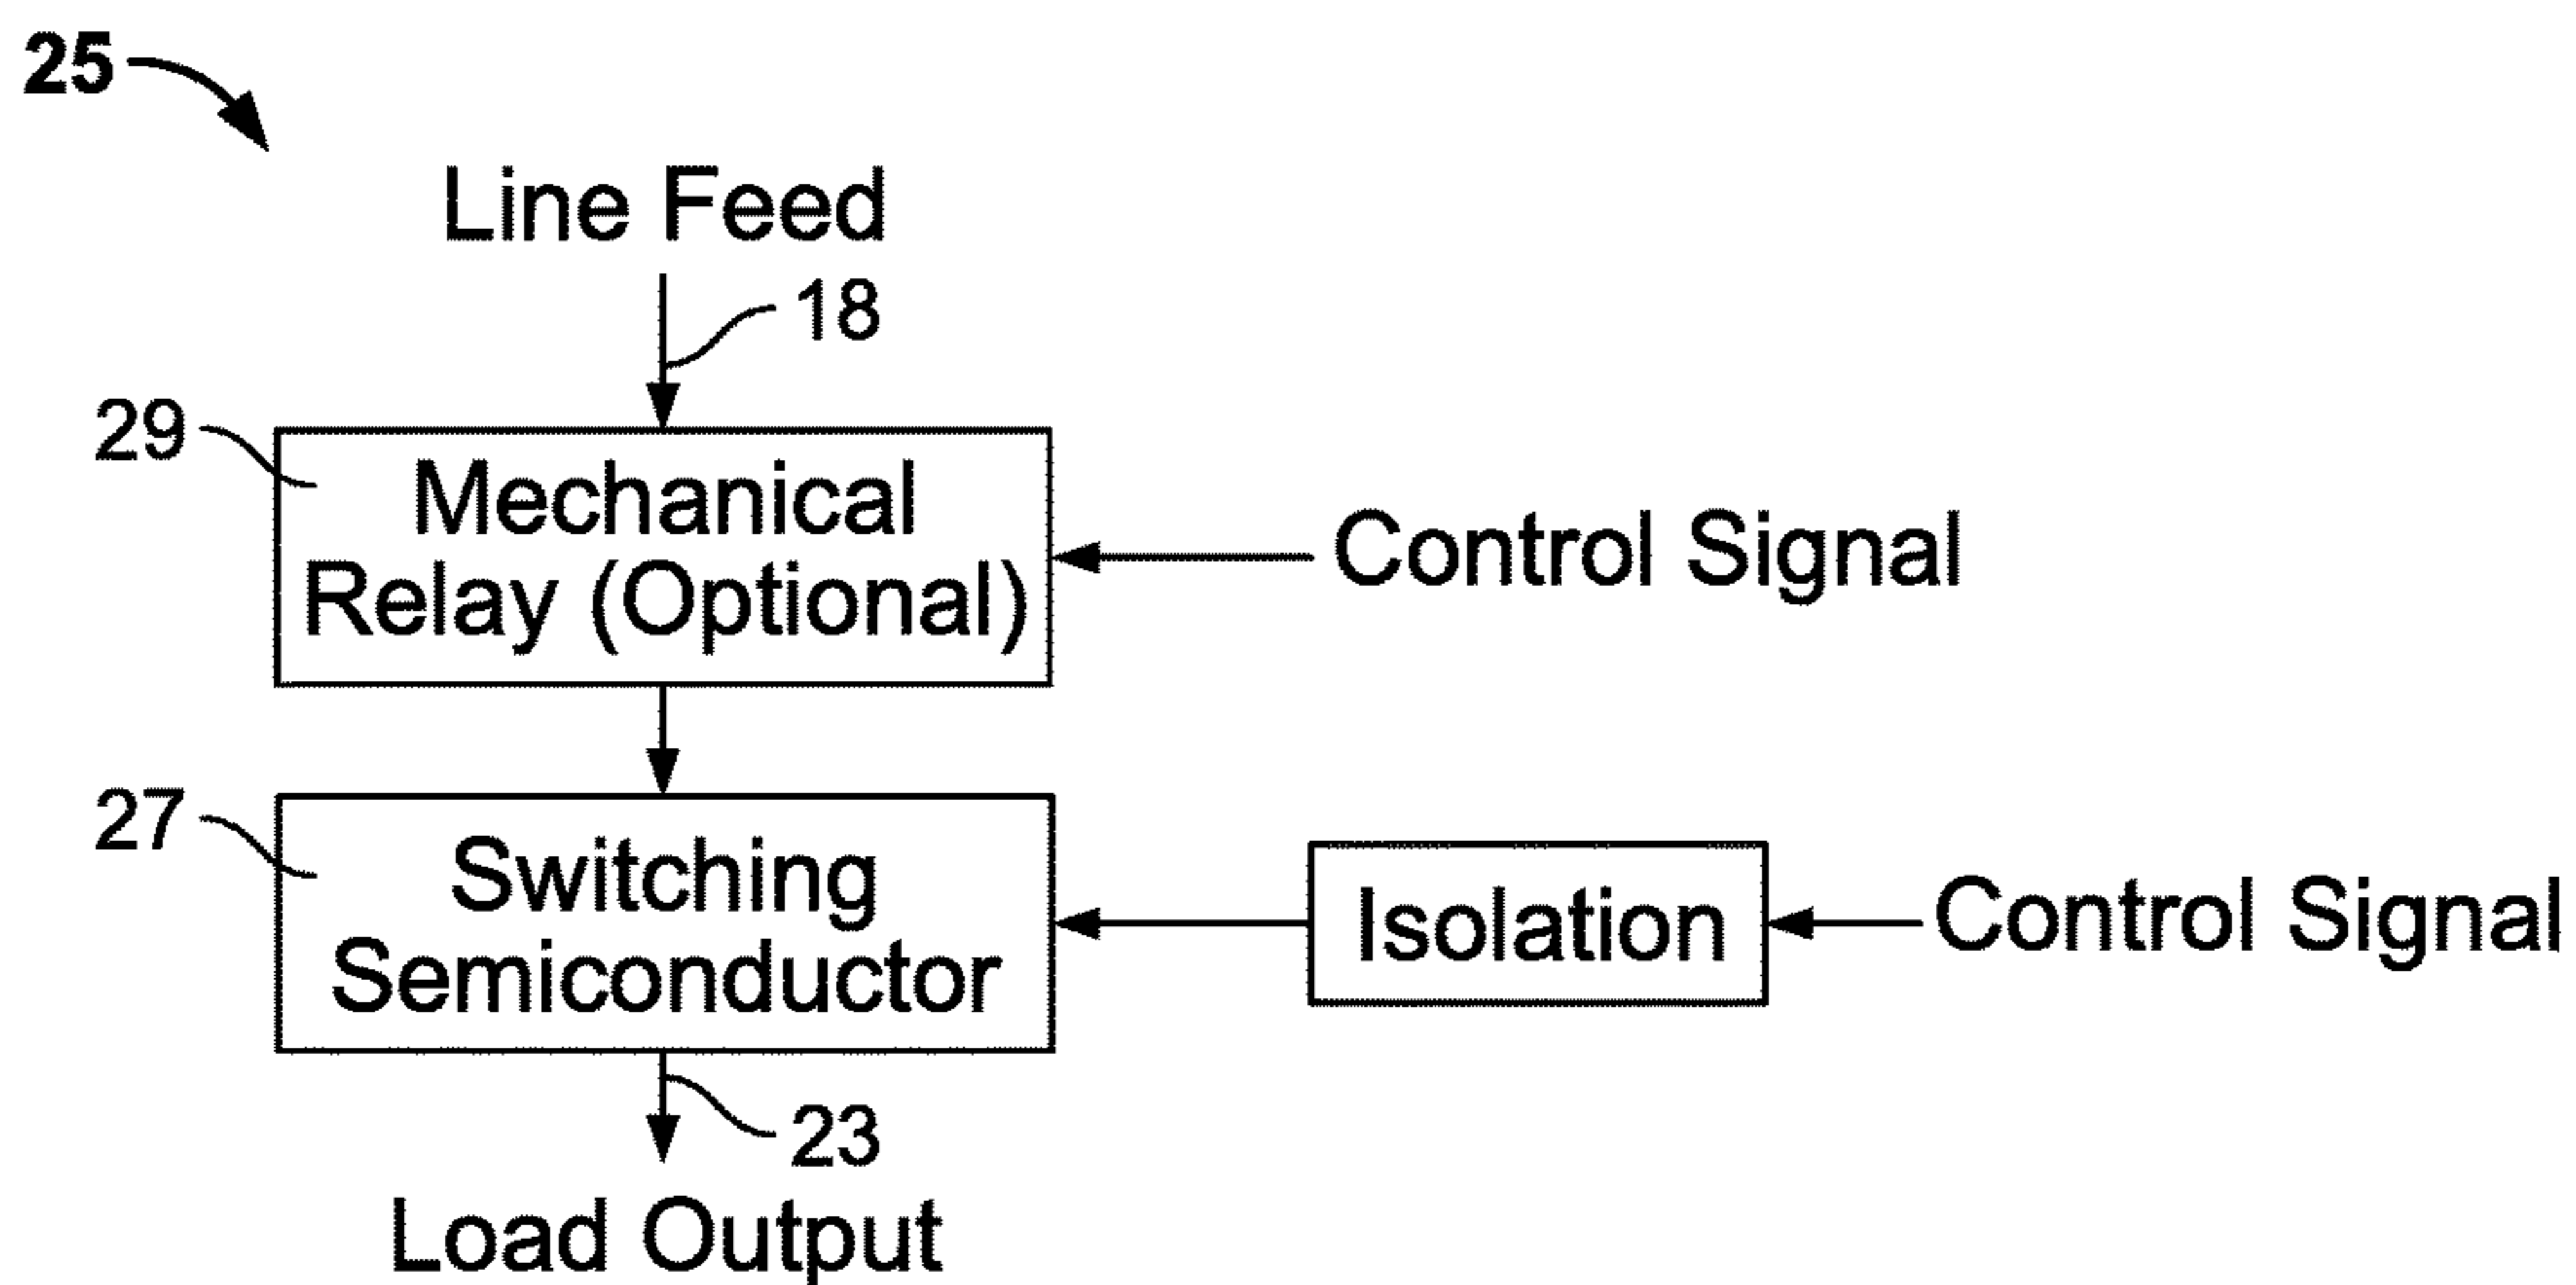 25
Line Feed
18
29
Mechanical
Relay (Optional)
Control Signal
27
Switching
Semiconductor
Isolation
Control Signal
23
Load Output